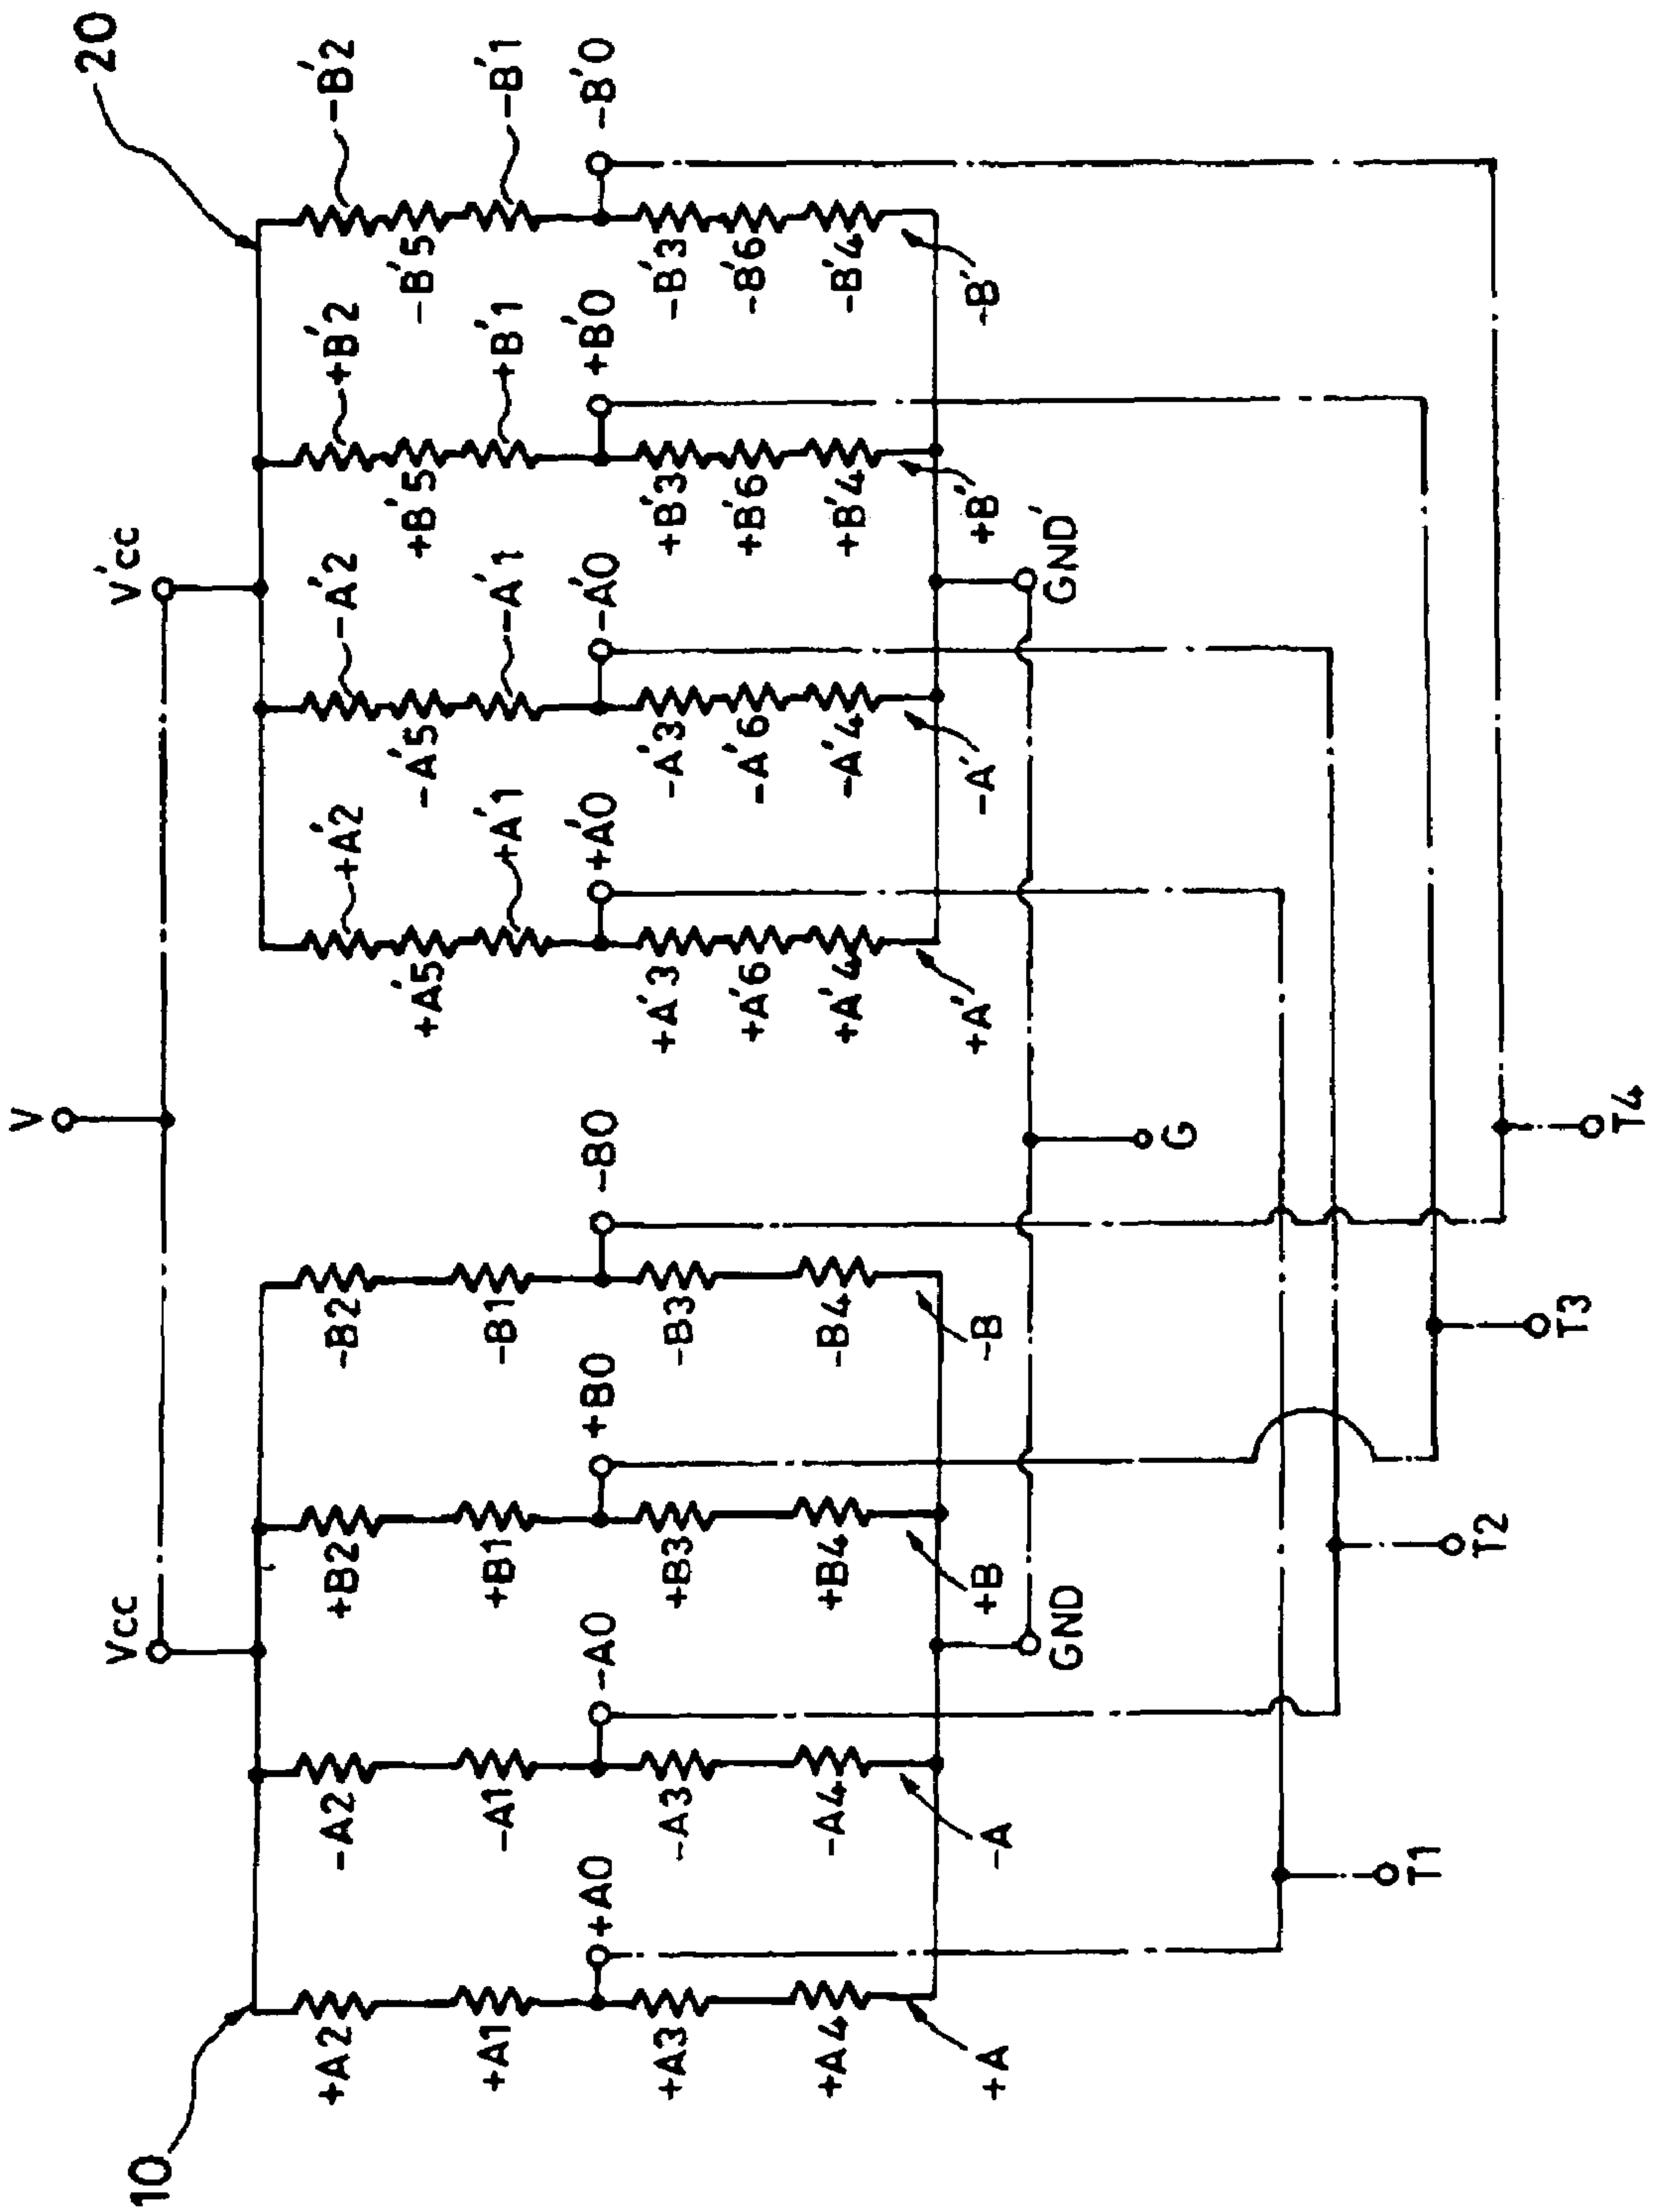 V
Vcc
V'cc
10
20
+A2
-A2
+B2
-B2
+A'2
-A'2
+B'2
-B'2
+A'5
-A'5
+B'5
-B'5
+A1
-A1
+B1
-B1
+A'1
-A'1
+B'1
-B'1
+A0
-A0
+B0
-B0
+A'0
-A'0
+B'0
-B'0
+A3
-A3
+B3
-B3
+A'3
-A'3
+B'3
-B'3
+A'6
-A'6
+B'6
-B'6
+A4
-A4
+B4
-B4
+A'4
-A'4
+B'4
-B'4
+A
-A
+B
-B
+A'
-A'
+B'
-B'
GND
GND'
G
T1
T2
T3
T4